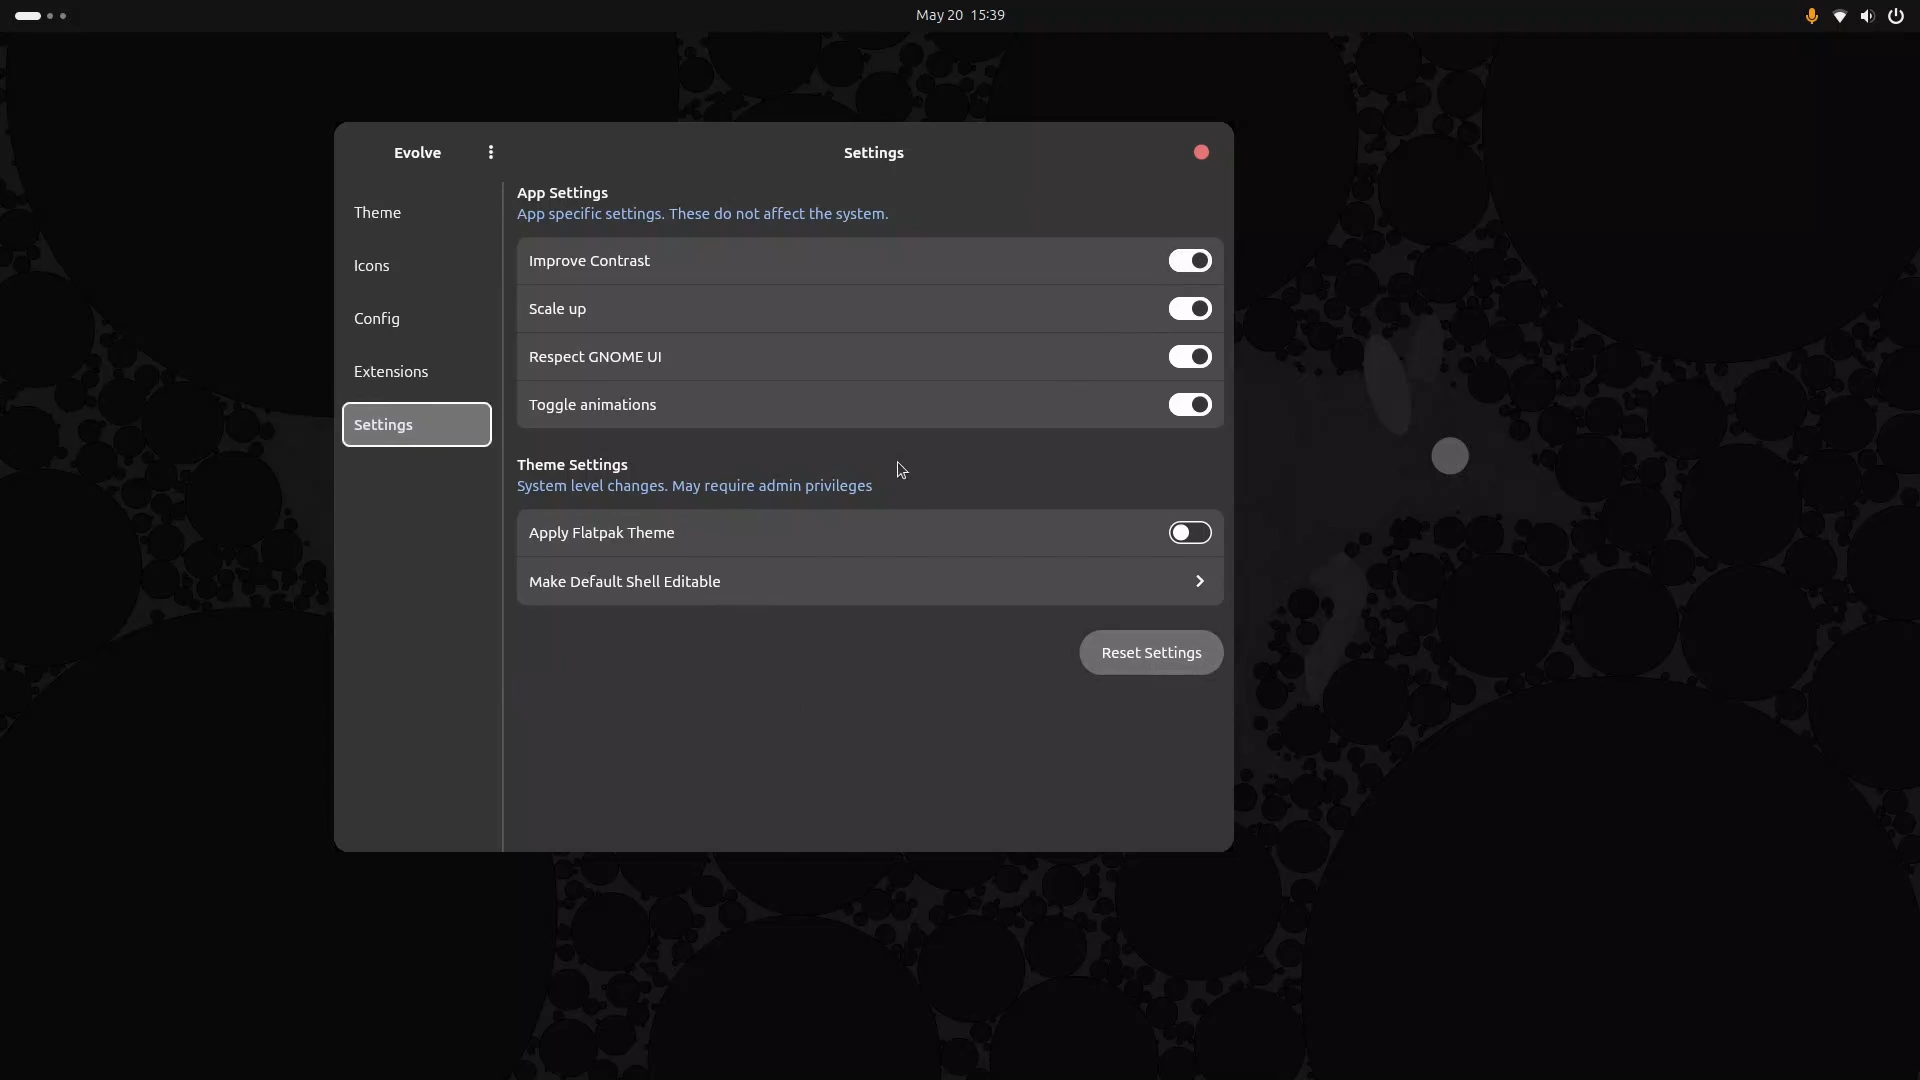 May 20 15:39
Evolve
Settings
Theme
Icons
Config
Extensions
Settings
App Settings
App specific settings. These do not affect the system.
Improve Contrast
Scale up
Respect GNOME UI
Toggle animations
Theme Settings
System level changes. May require admin privileges
Apply Flatpak Theme
Make Default Shell Editable
Reset Settings